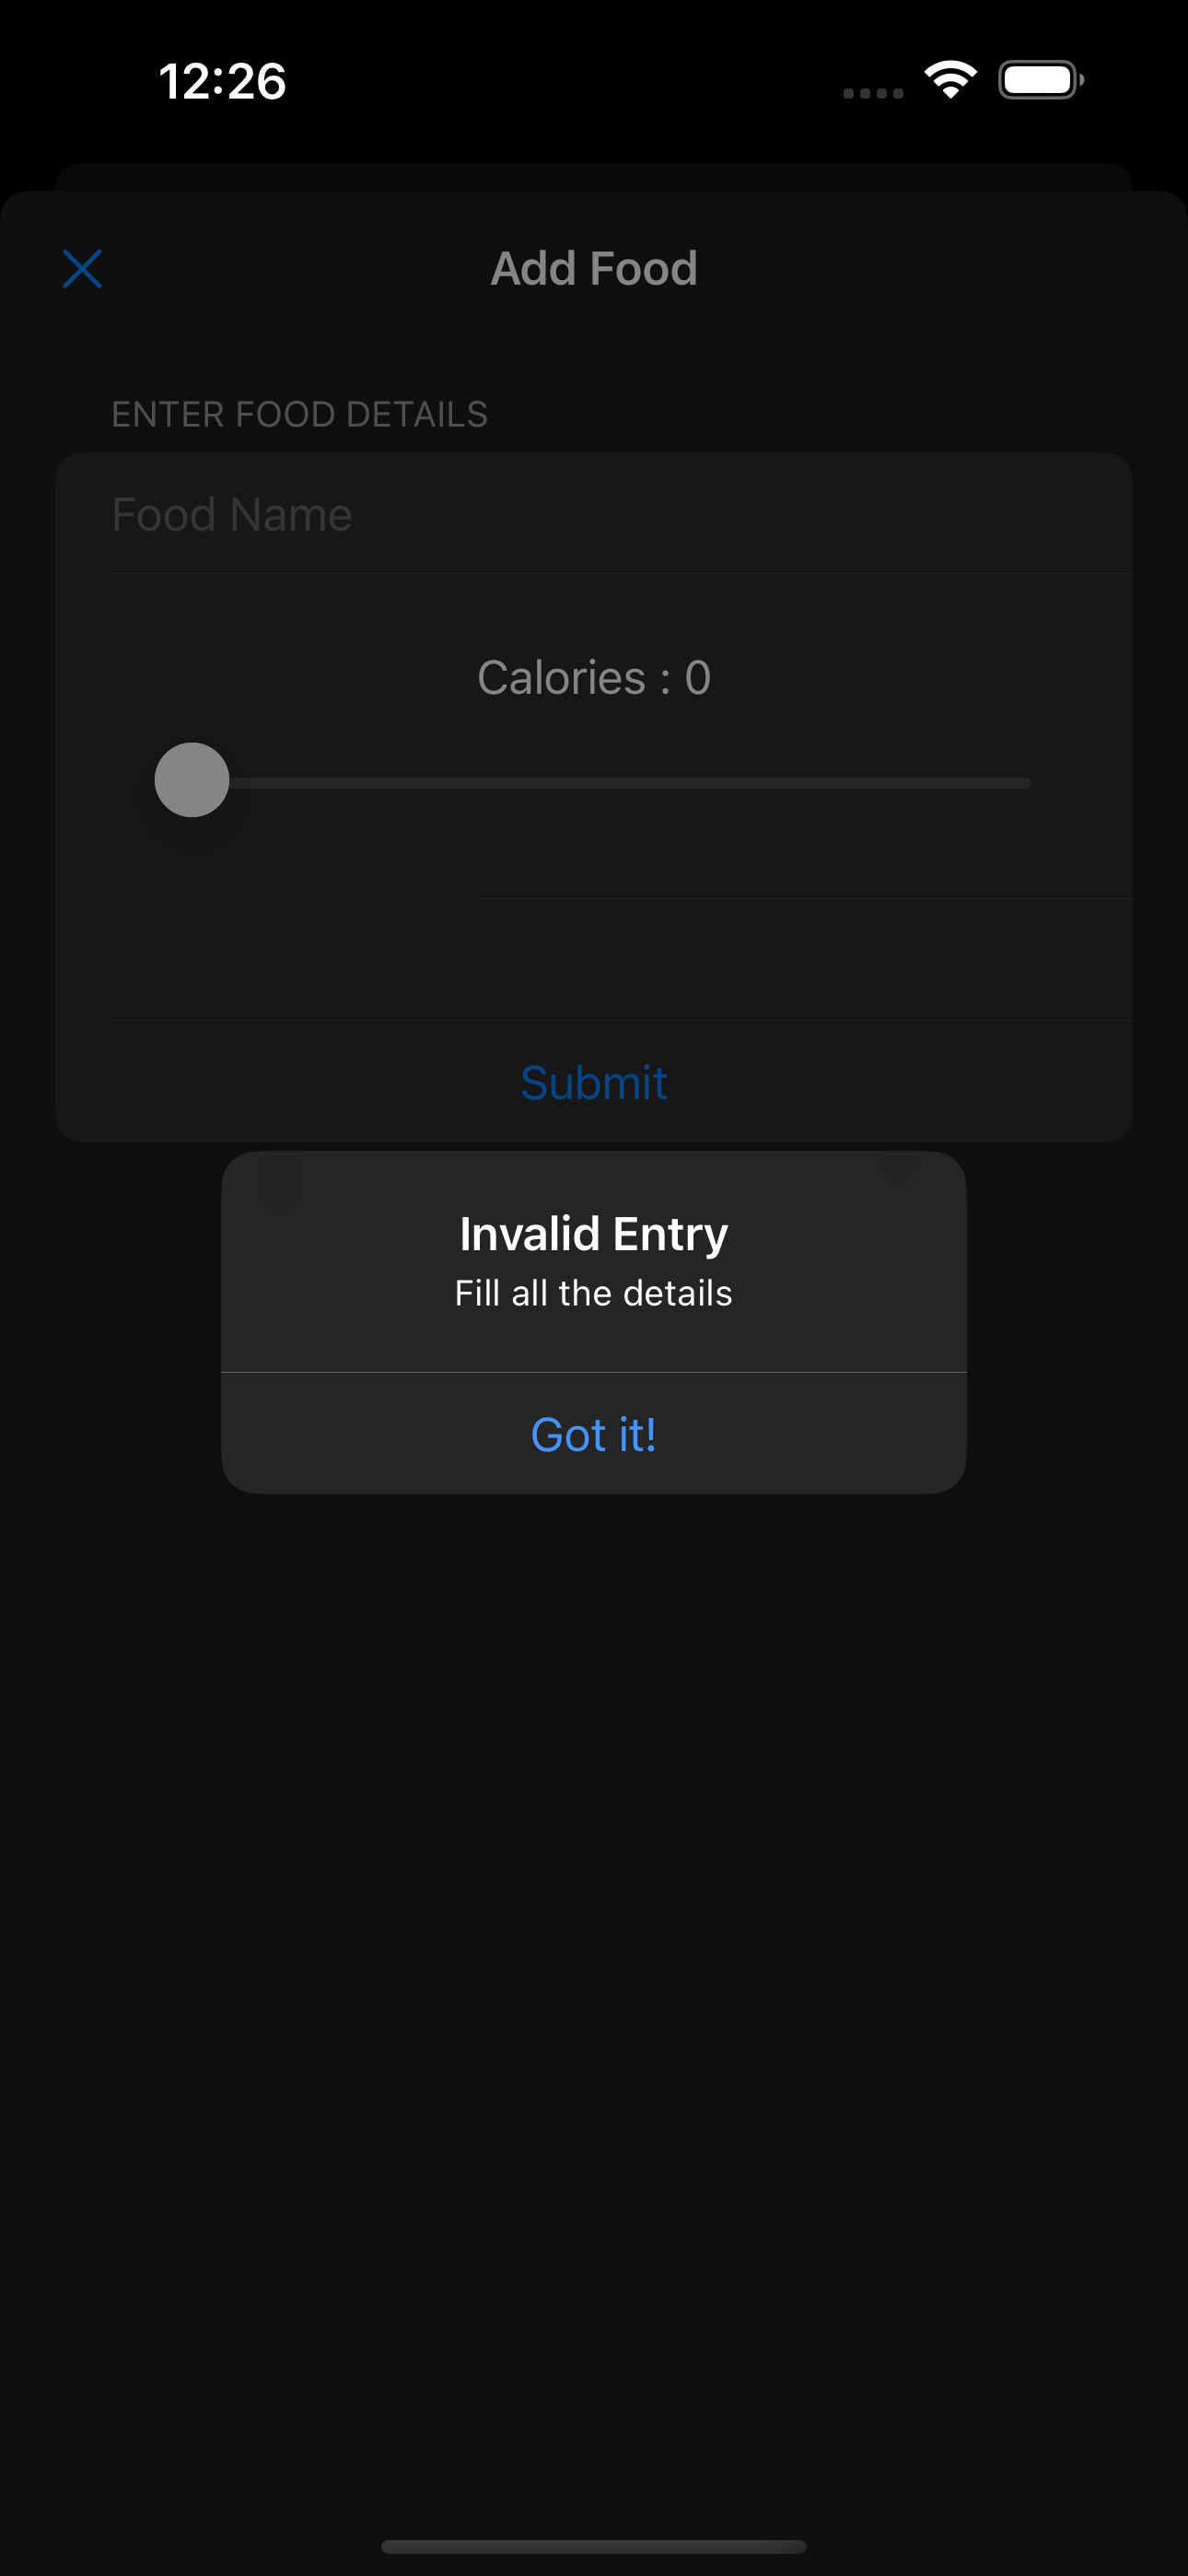 12:26
Add Food
ENTER FOOD DETAILS
Food Name
Calories : 0
Submit
Invalid Entry
Fill all the details
Got it!